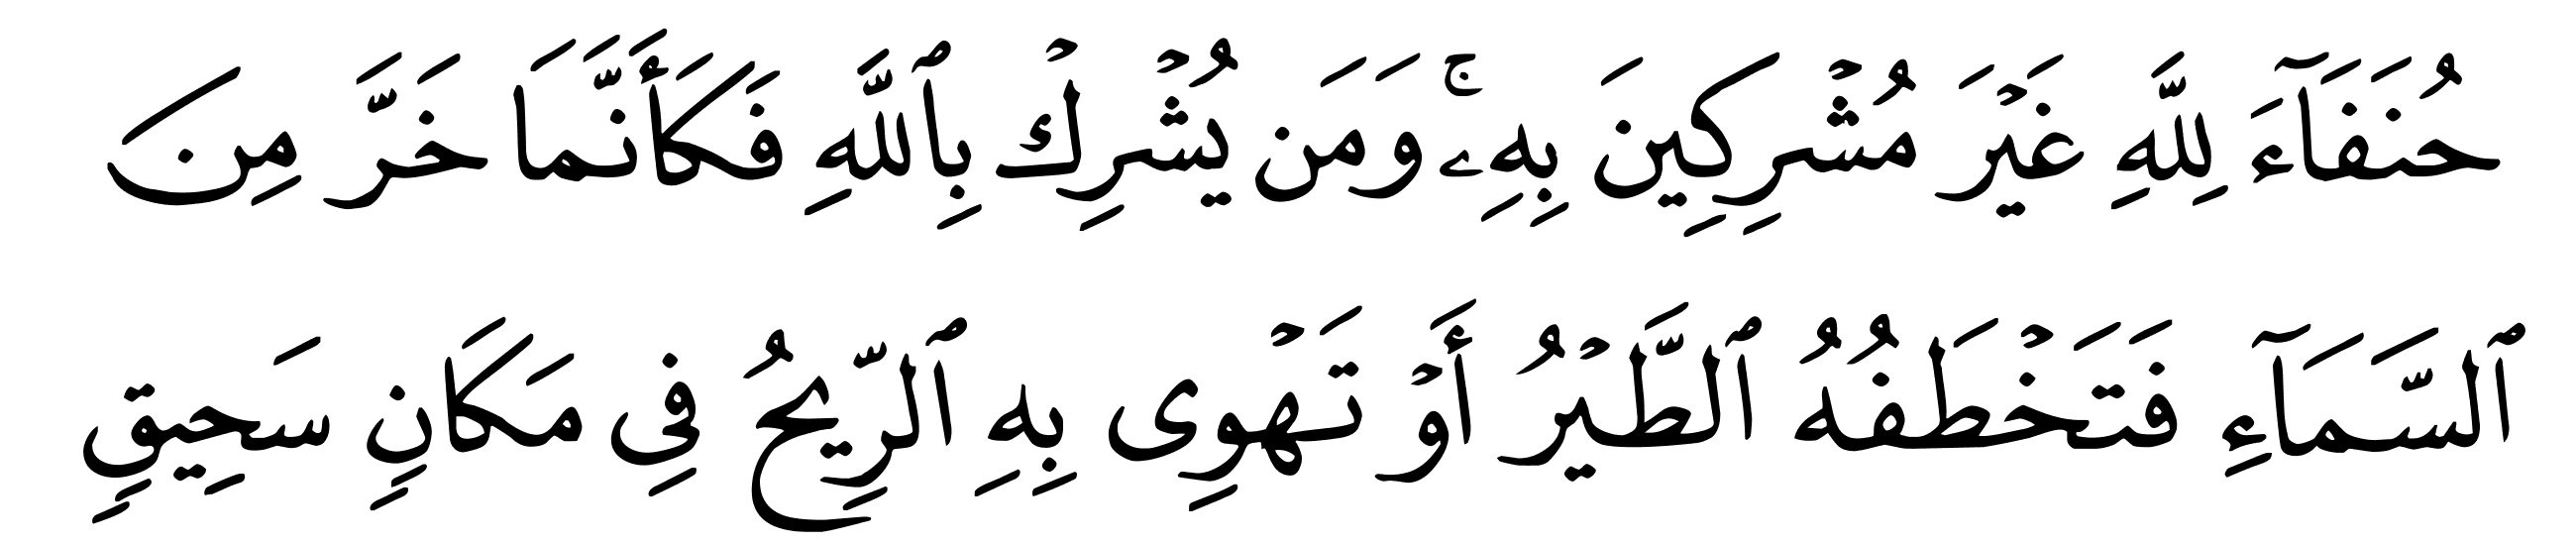 حُنَفَآءَ لِلَّهِ غَيْرَ مُشْرِكِينَ بِهِۦ ۚ وَمَن يُشْرِكْ بِٱللَّهِ فَكَأَنَّمَا خَرَّ مِنَ
ٱلسَّمَآءِ فَتَخْطَفُهُ ٱلطَّيْرُ أَوْ تَهْوِى بِهِ ٱلرِّيحُ فِى مَكَانٍ سَحِيقٍ